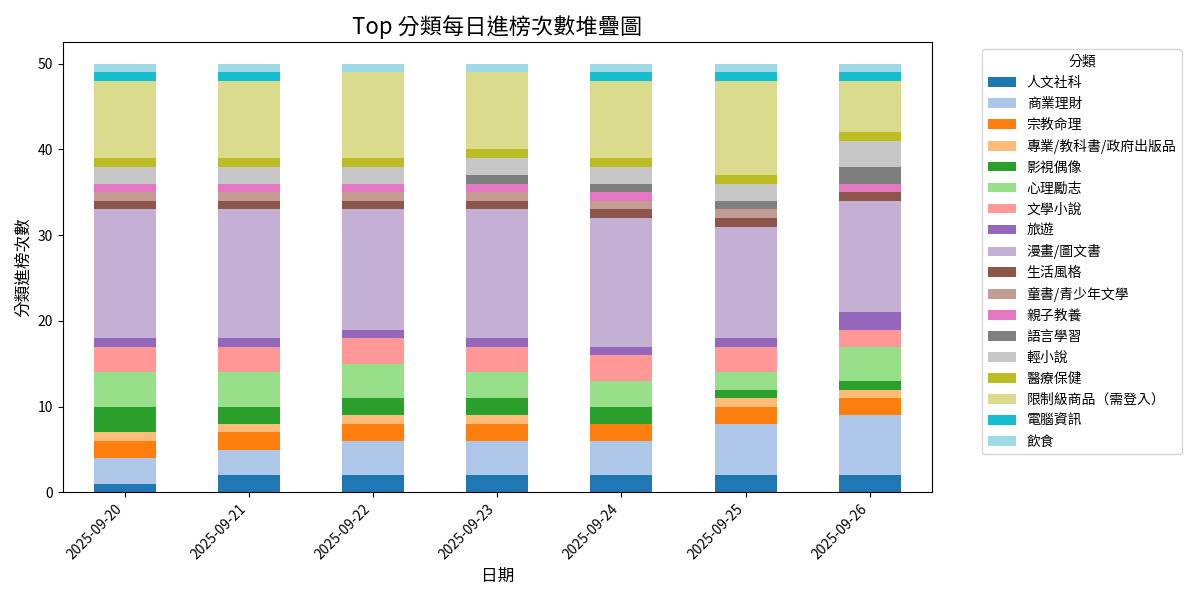 Top 分類每日進榜次數堆疊圖
分類進榜次數
50
40
30
20
10
0
2025-09-20
2025-09-21
2025-09-22
2025-09-23
2025-09-24
2025-09-25
2025-09-26
日期
分類
人文社科
商業理財
宗教命理
專業/教科書/政府出版品
影視偶像
心理勵志
文學小說
旅遊
漫畫/圖文書
生活風格
童書/青少年文學
親子教養
語言學習
輕小說
醫療保健
限制級商品（需登入）
電腦資訊
飲食